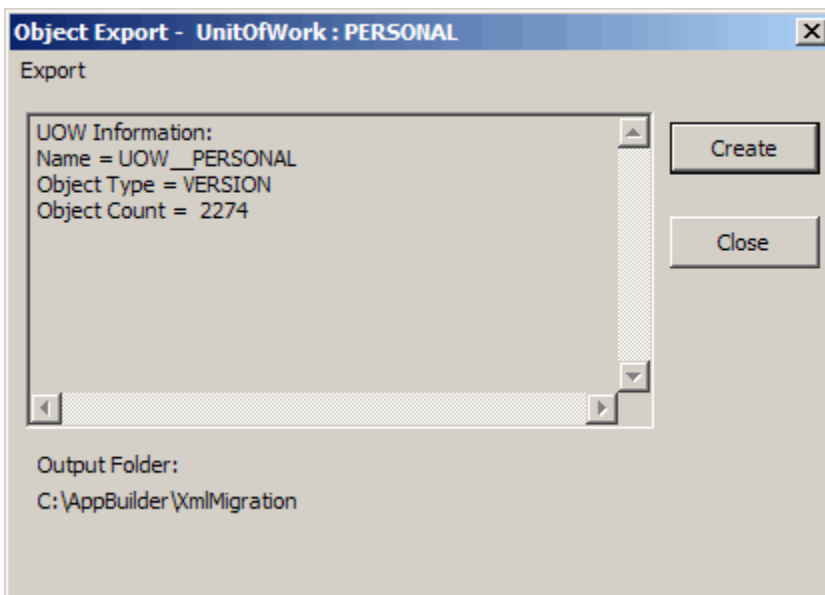 Object Export - UnitOfWork : PERSONAL
Export
UOW Information:
Name = UOW__PERSONAL
Object Type = VERSION
Object Count =  2274
Create
Close
Output Folder:
C:\AppBuilder\XmlMigration